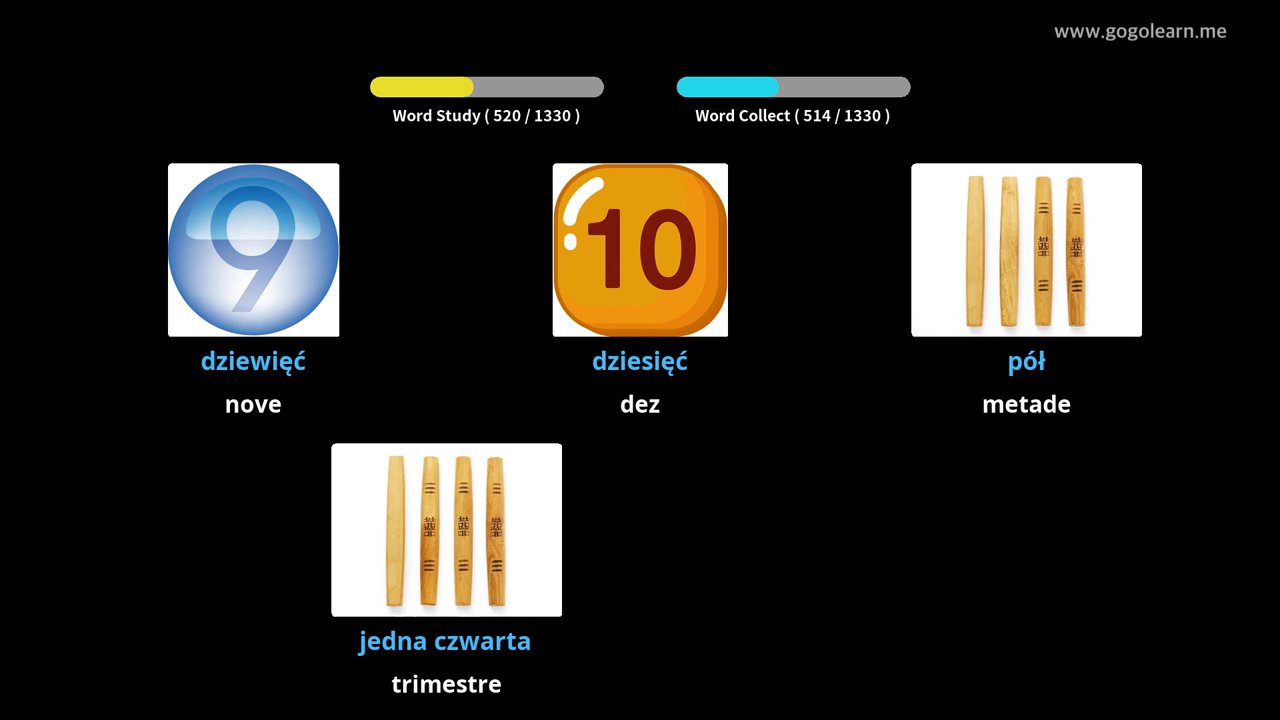 www.gogolearn.me
Word Study ( 520 / 1330 )
Word Collect ( 514 / 1330 )
9
10
dziewięć
dziesięć
pół
nove
dez
metade
jedna czwarta
trimestre